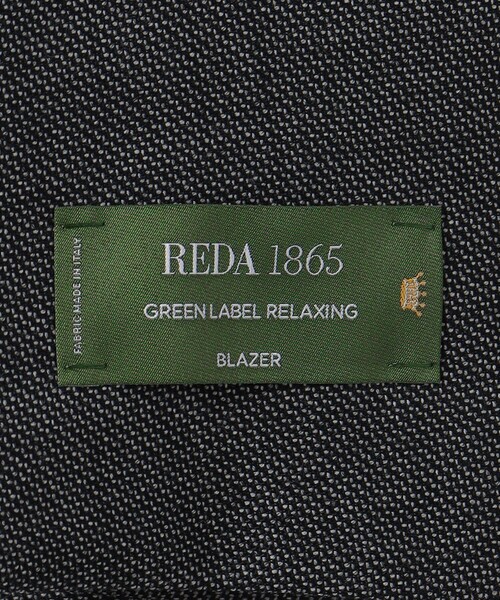 FABRIC MADE IN ITALY
REDA 1865
GREEN LABEL RELAXING
BLAZER